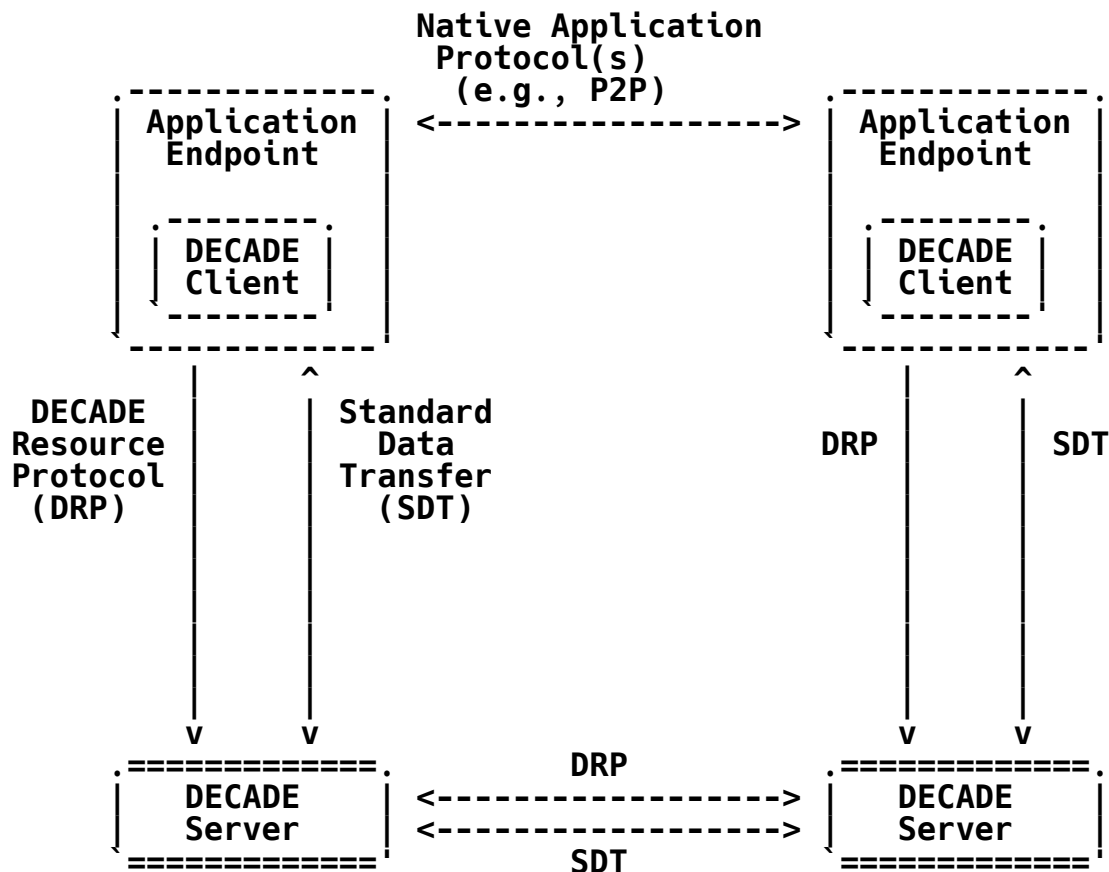 Native Application
Protocol(s)
(e.g., P2P)
Application
Endpoint
Application
Endpoint
DECADE
Client
DECADE
Client
DECADE
Resource
Protocol
(DRP)
Standard
Data
Transfer
(SDT)
DRP
SDT
DRP
DECADE
Server
DECADE
Server
SDT